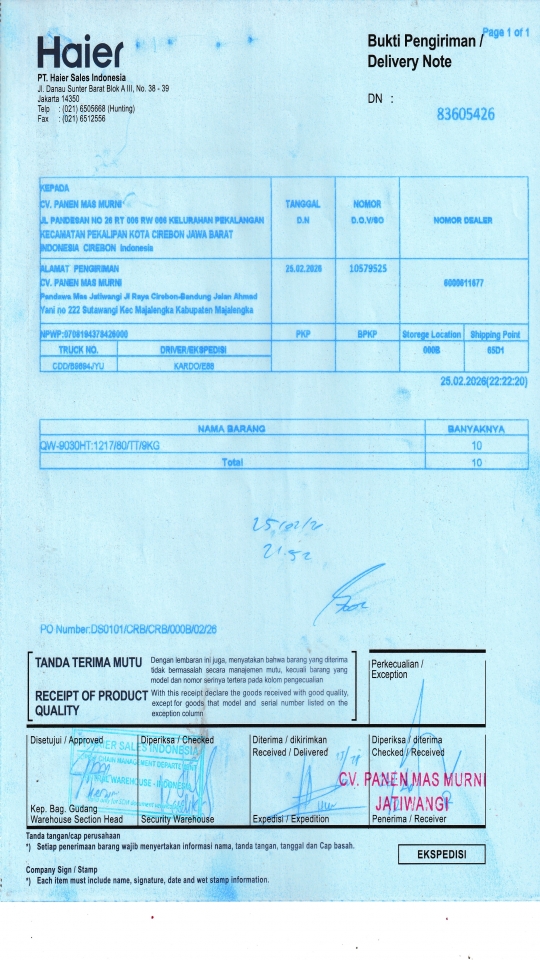 Page 1 of 1
Haier
Bukti Pengiriman /
Delivery Note
PT. Haier Sales Indonesia
Jl. Danau Sunter Barat Blok A III, No. 38 - 39
Jakarta 14350
Telp : (021) 6505668 (Hunting)
Fax : (021) 6512556
DN :
83605426
KEPADA
CV. PANEN MAS MURNI
JL PANDESAN NO 26 RT 006 RW 006 KELURAHAN PEKALANGAN
KECAMATAN PEKALIPAN KOTA CIREBON JAWA BARAT
INDONESIA CIREBON Indonesia
TANGGAL
D.N
NOMOR
D.O.V/SO
NOMOR DEALER
ALAMAT PENGIRIMAN
CV. PANEN MAS MURNI
Pandawa Mas Jatiwangi Jl Raya Cirebon-Bandung Jalan Ahmad
Yani no 222 Sutawangi Kec Majalengka Kabupaten Majalengka
25.02.2026
10579525
NPWP:
PKP
BPKP
Storage Location
Shipping Point
TRUCK NO.
DRIVER/EKSPEDISI
000B
65D1
KARDO/E66
25.02.2026(22:22:20)
NAMA BARANG
BANYAKNYA
QW-9030HT:1217/80/TT/9KG
10
Total
10
21:52
PO Number:DS0101/CRB/CRB/000B/02/26
TANDA TERIMA MUTU
Dengan lembaran ini juga, menyatakan bahwa barang yang diterima
tidak bermasalah secara manajemen mutu, kecuali barang yang
model dan nomor serinya tertera pada kolom pengecualian
RECEIPT OF PRODUCT
QUALITY
With this receipt declare the goods received with good quality,
except for goods that model and serial number listed on the
exception column
Perkecualian /
Exception
Disetujui / Approved
Diperiksa / Checked
Diterima / dikirimkan
Received / Delivered
Diperiksa / diterima
Checked / Received
HAIER SALES INDONESIA
CHAIN MANAGEMENT DEPARTMENT
WAREHOUSE - INDONESIA
CV. PANEN MAS MURNI
JATIWANGI
Kep. Bag. Gudang
Warehouse Section Head
Security Warehouse
Expedisi / Expedition
Penerima / Receiver
Tanda tangan/cap perusahaan
*) Setiap penerimaan barang wajib menyertakan informasi nama, tanda tangan, tanggal dan Cap basah.
EKSPEDISI
Company Sign / Stamp
*) Each item must include name, signature, date and wet stamp information.